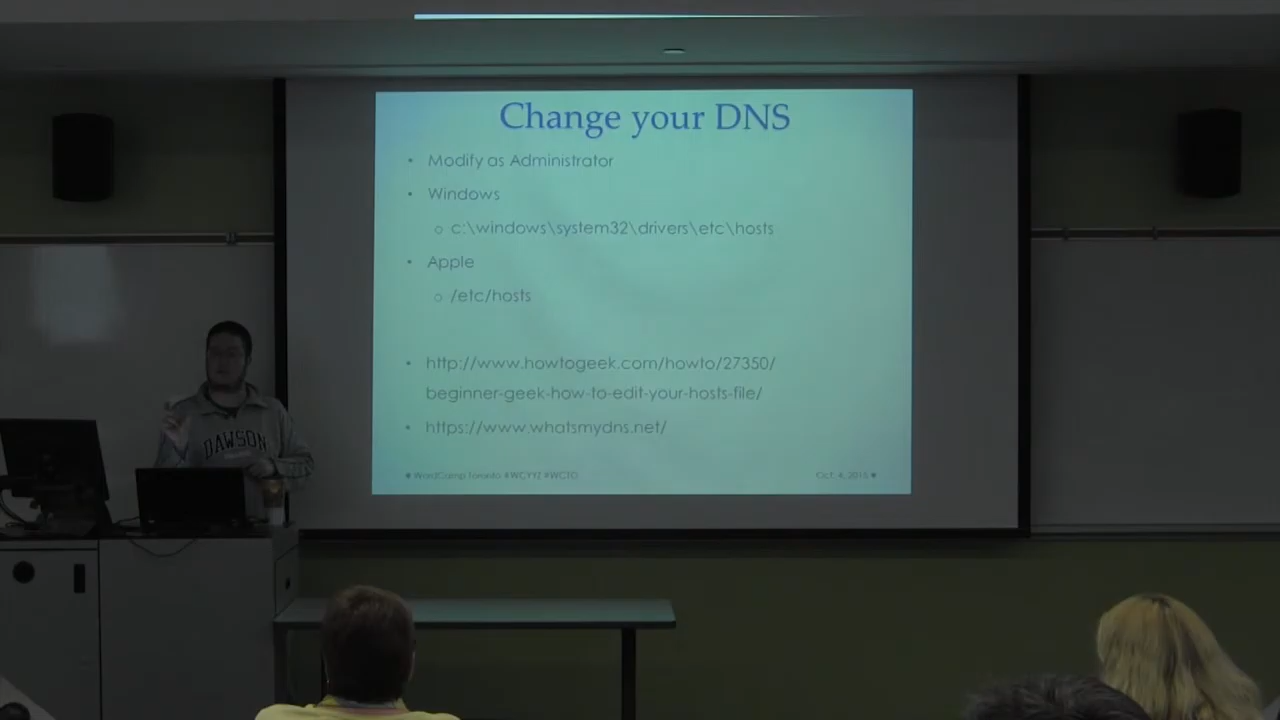 Change your DNS
• Modify as Administrator
• Windows
o c:\windows\system32\drivers\etc\hosts
• Apple
o /etc/hosts
• http://www.howtogeek.com/howto/27350/
beginner-geek-how-to-edit-your-hosts-file/
• https://www.whatsmydns.net/
WordCamp Toronto #WCYYZ #WCTO
Oct. 4, 2015
DAWSON